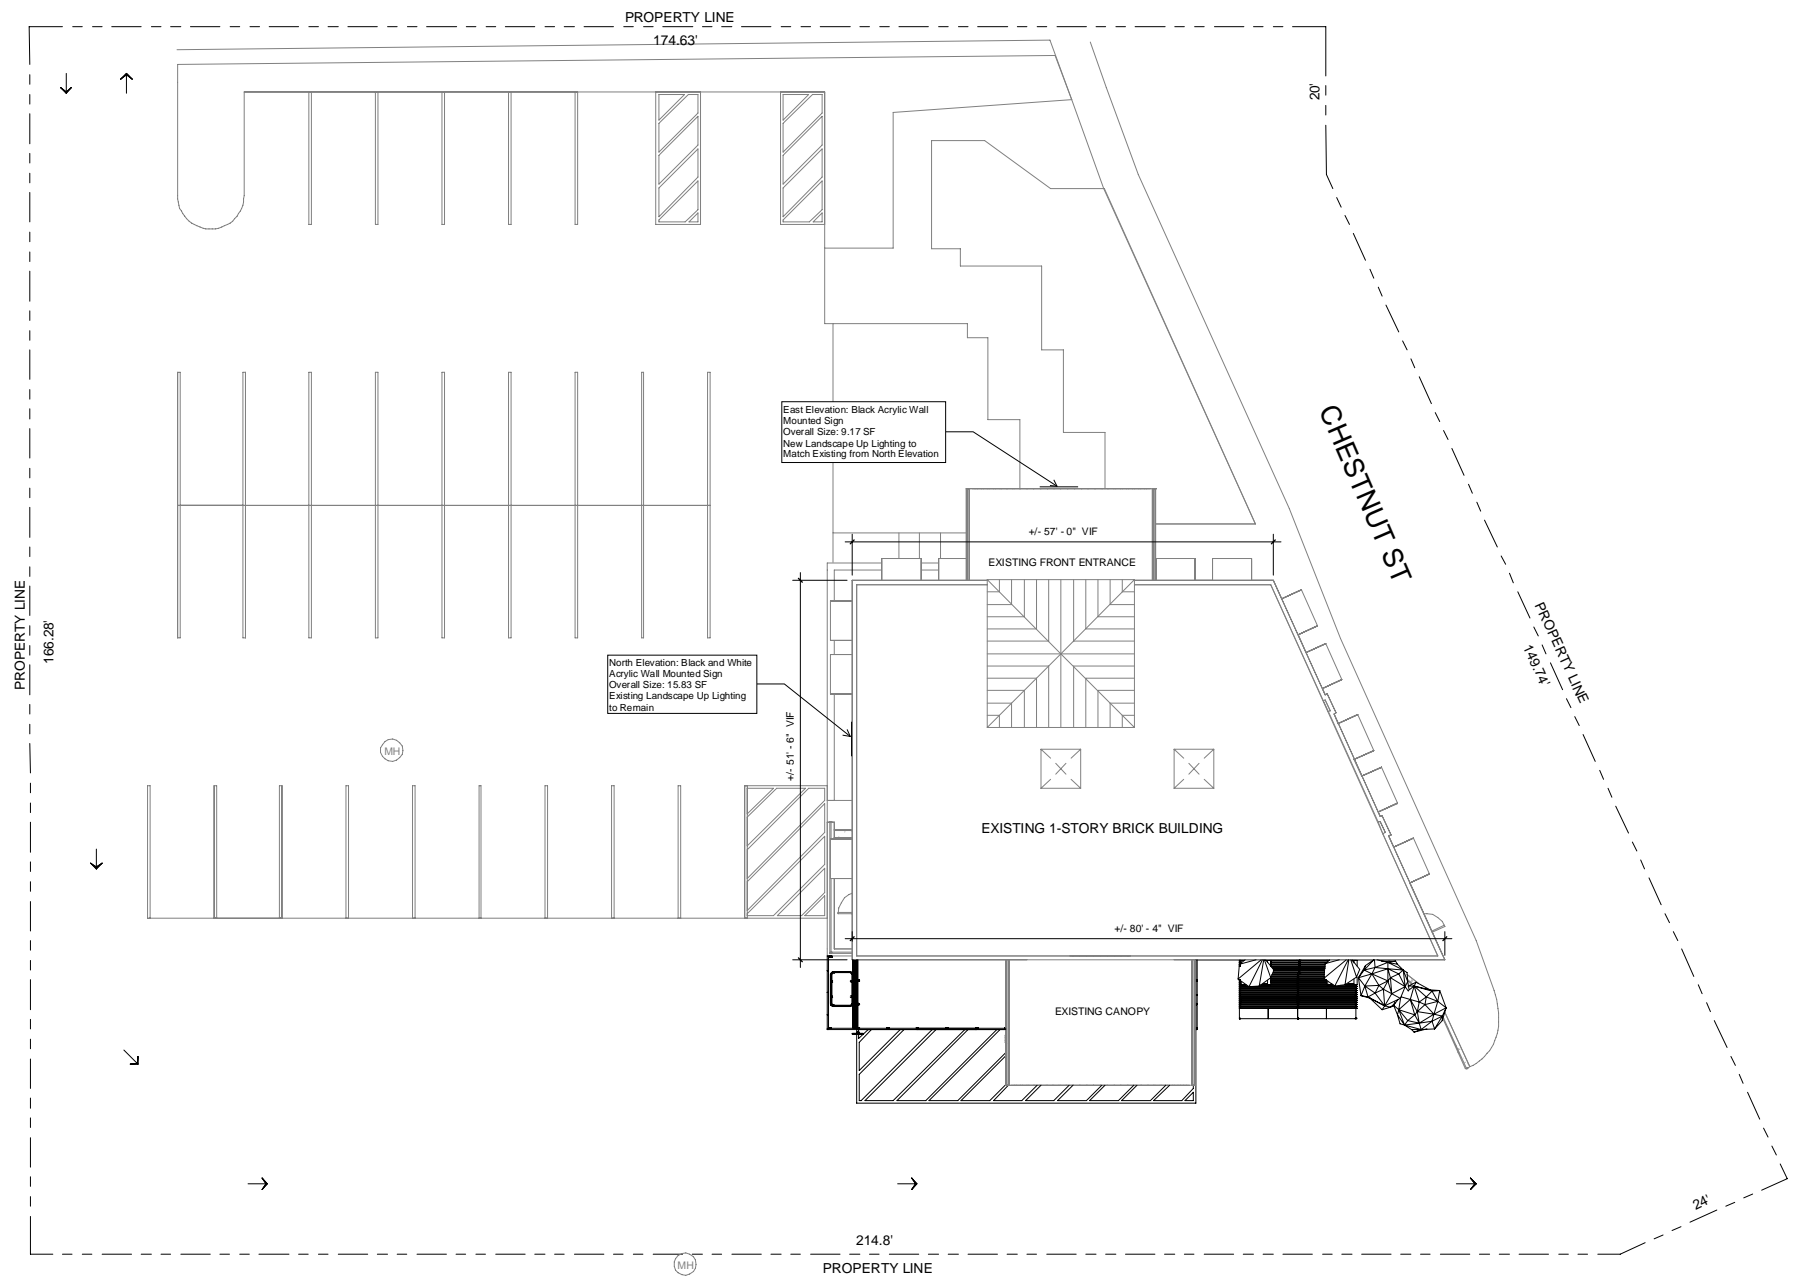 PROPERTY LINE
174.63'
20'
East Elevation: Black Acrylic Wall
Mounted Sign
Overall Size: 9.17 SF
New Landscape Up Lighting to
Match Existing from North Elevation
CHESTNUT ST
+/- 57' - 0" VIF
EXISTING FRONT ENTRANCE
PROPERTY LINE
166.28'
PROPERTY LINE
149.74'
North Elevation: Black and White
Acrylic Wall Mounted Sign
Overall Size: 15.83 SF
Existing Landscape Up Lighting
to Remain
+/- 51' - 6" VIF
MH
EXISTING 1-STORY BRICK BUILDING
+/- 80' - 4" VIF
EXISTING CANOPY
24'
214.8'
MH
PROPERTY LINE